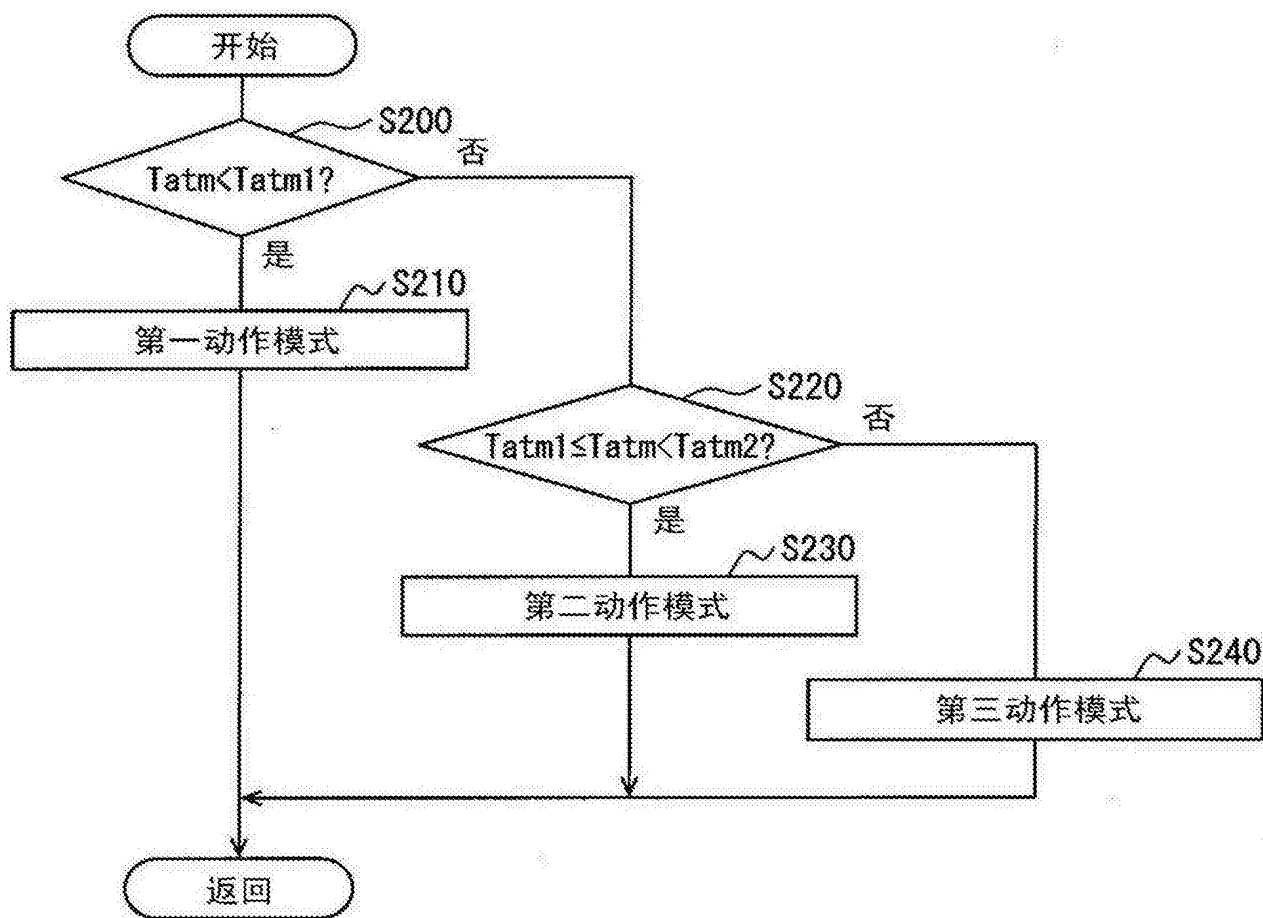 开始
S200
Tatm<Tatm1?
否
是
S210
第一动作模式
S220
Tatm1≤Tatm<Tatm2?
否
是
S230
第二动作模式
S240
第三动作模式
返回